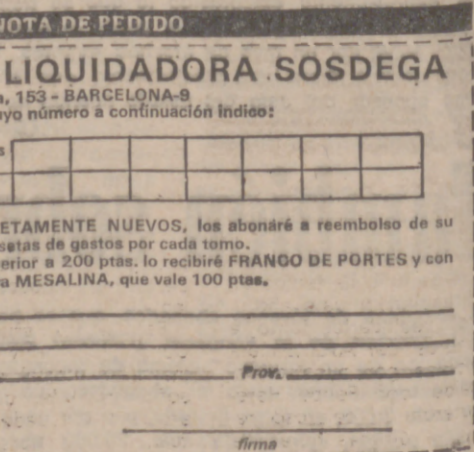 NOTA DE PEDIDO
LIQUIDADORA SOSDEGA
, 153 - BARCELONA-9
yo número a continuación indico:
s
ETAMENTE NUEVOS, los abonaré a reembolso de su
setas de gastos por cada tomo.
erior a 200 ptas. lo recibiré FRANCO DE PORTES y con
a MESALINA, que vale 100 ptas.
Prov.
firma